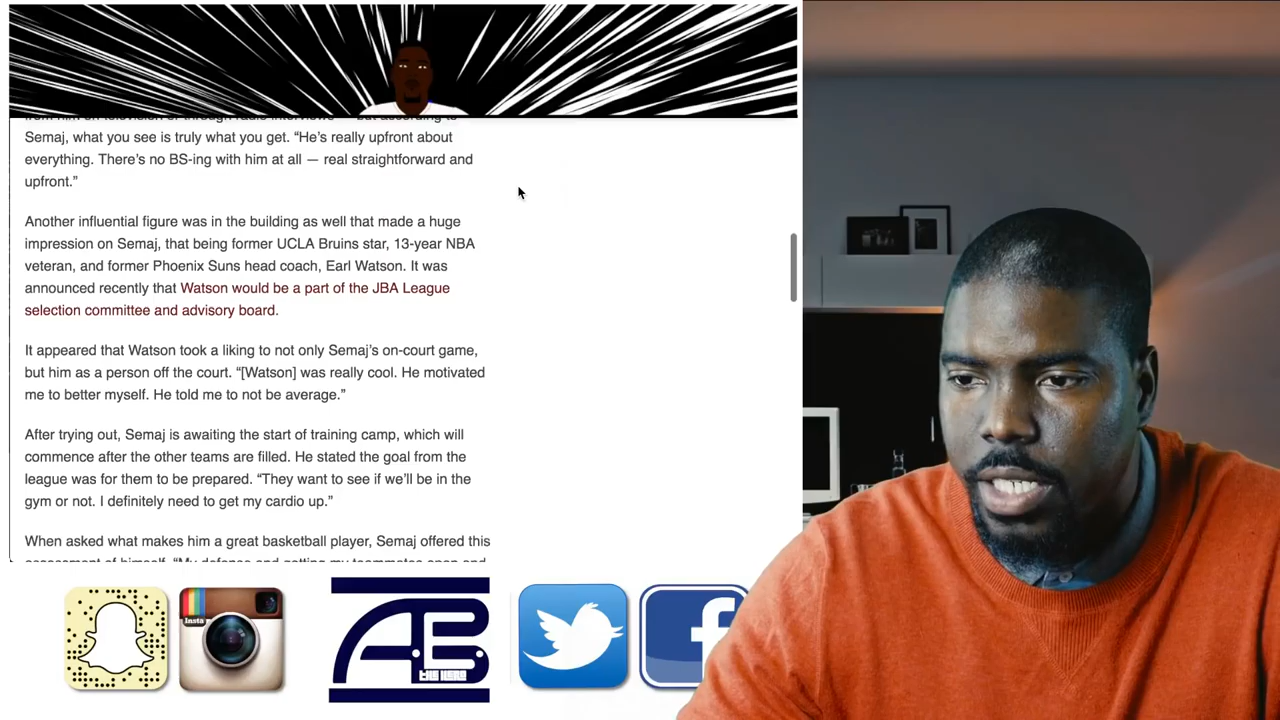 Semaj, what you see is truly what you get. “He’s really upfront about
everything. There’s no BS-ing with him at all — real straightforward and
upfront.”
Another influential figure was in the building as well that made a huge
impression on Semaj, that being former UCLA Bruins star, 13-year NBA
veteran, and former Phoenix Suns head coach, Earl Watson. It was
announced recently that Watson would be a part of the JBA League
selection committee and advisory board.
It appeared that Watson took a liking to not only Semaj’s on-court game,
but him as a person off the court. “[Watson] was really cool. He motivated
me to better myself. He told me to not be average.”
After trying out, Semaj is awaiting the start of training camp, which will
commence after the other teams are filled. He stated the goal from the
league was for them to be prepared. “They want to see if we’ll be in the
gym or not. I definitely need to get my cardio up.”
When asked what makes him a great basketball player, Semaj offered this
Insta
AB
THE HERO
f